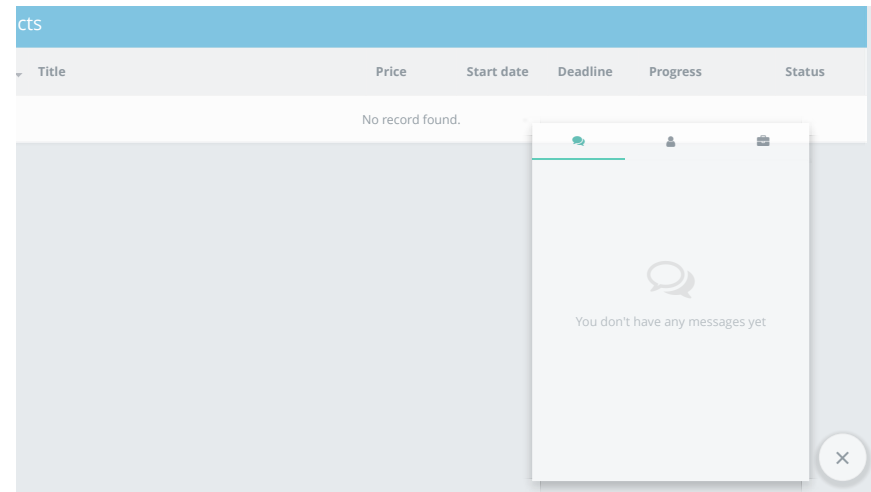 cts
Title Price Start date Deadline Progress Status
No record found.
You don't have any messages yet